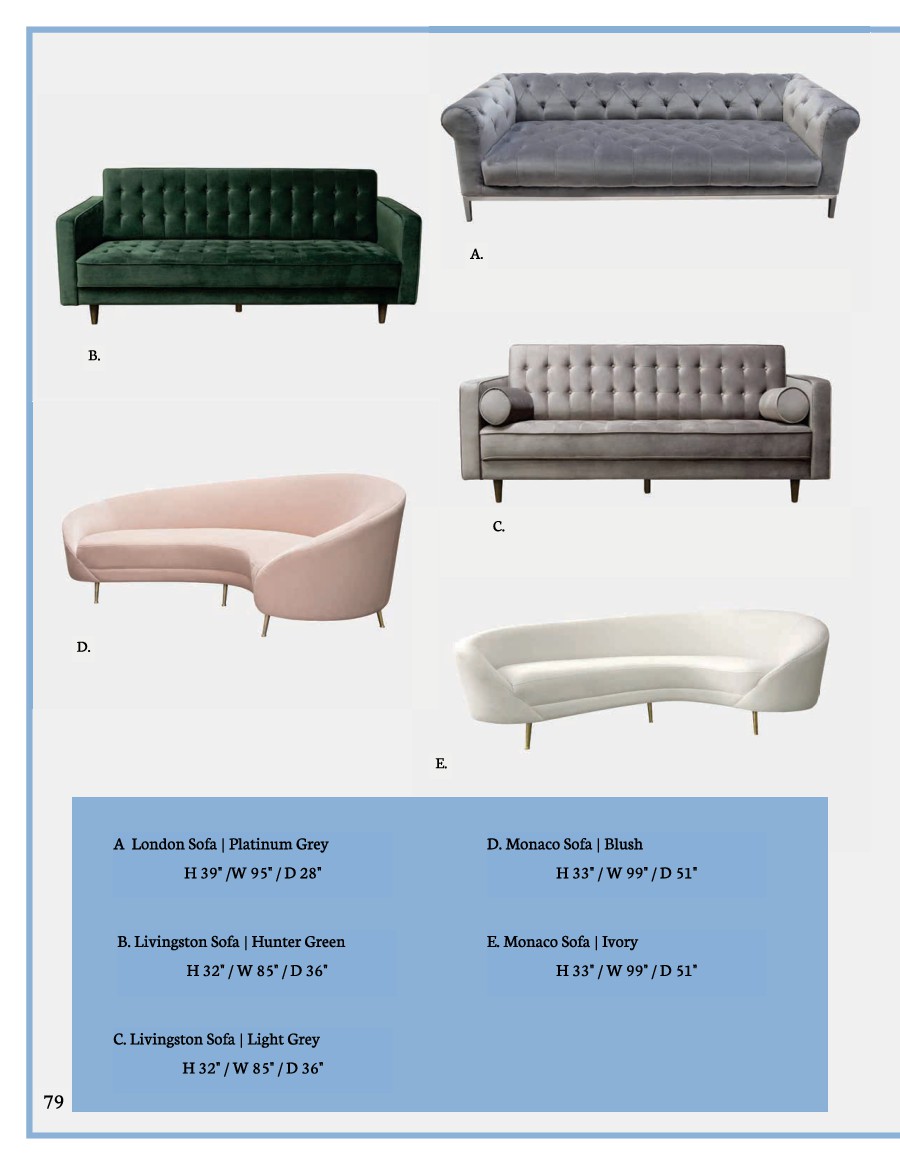 A.
B.
C.
D.
E.
A London Sofa | Platinum Grey
H 39" /W 95" / D 28"
B. Livingston Sofa | Hunter Green
H 32" / W 85" / D 36"
C. Livingston Sofa | Light Grey
H 32" / W 85" / D 36"
D. Monaco Sofa | Blush
H 33" / W 99" / D 51"
E. Monaco Sofa | Ivory
H 33" / W 99" / D 51"
79